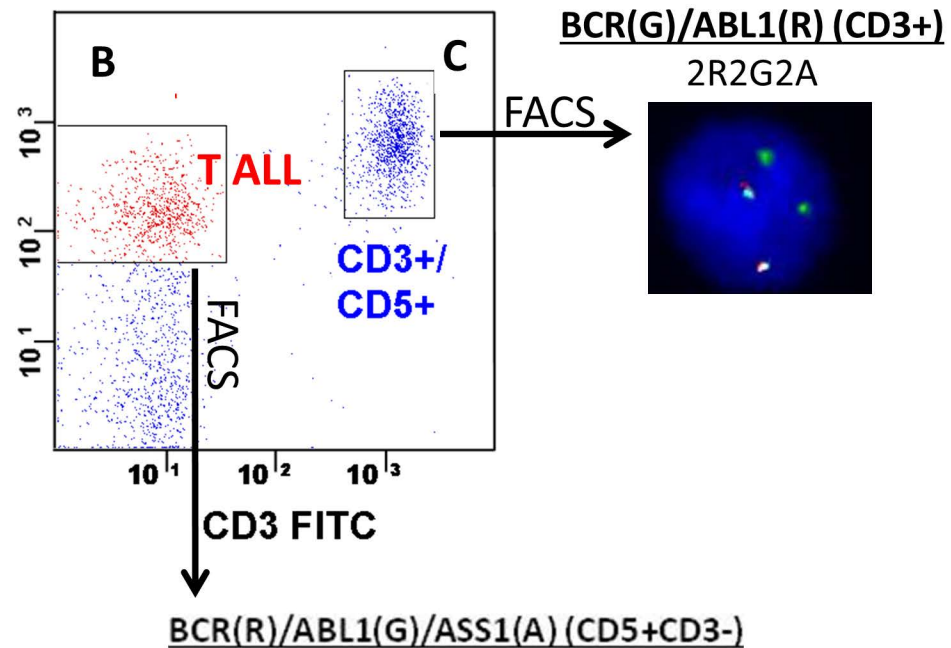 BCR(G)/ABL1(R) (CD3+)
2R2G2A
B
C
FACS
T ALL
10 3
10 2
10 1
CD3+/
CD5+
FACS
10 1
10 2
10 3
CD3 FITC
BCR(R)/ABL1(G)/ASS1(A) (CD5+CD3-)